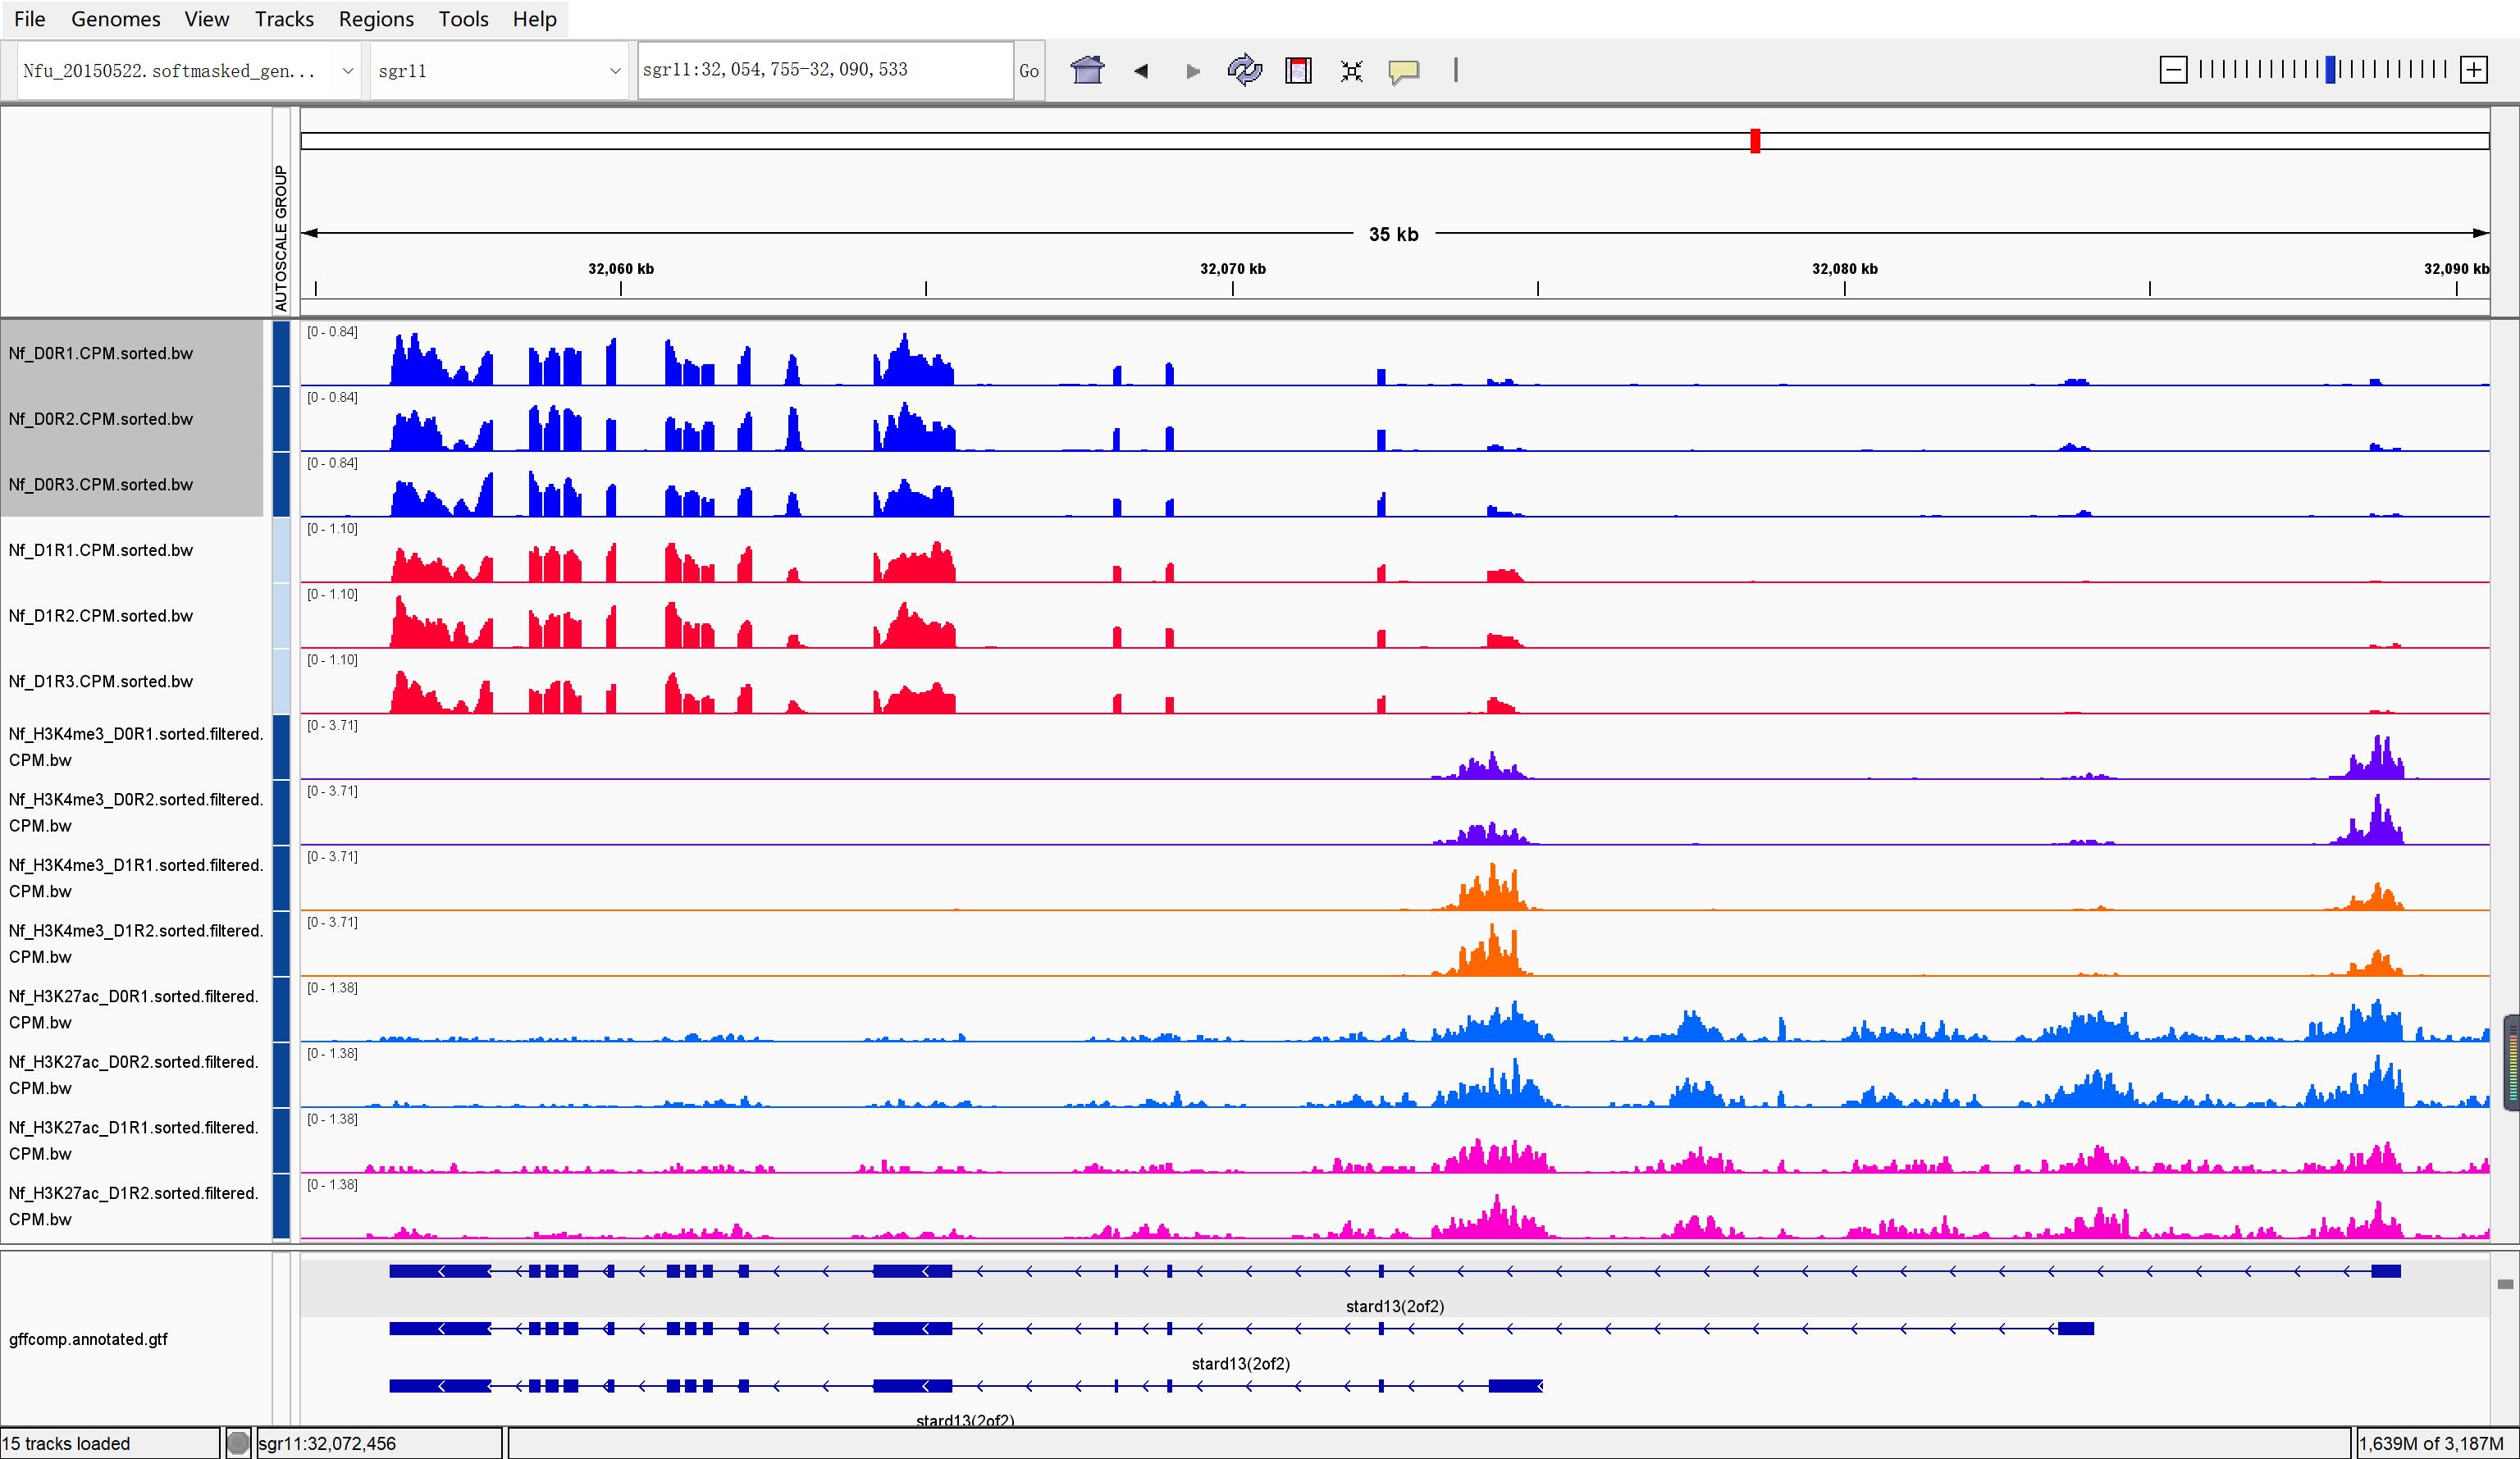 File Genomes View Tracks Regions Tools Help
Nfu_20150522.softmasked_gen... sgr11 sgr11:32,054,755-32,090,533 Go
AUTOSCALE GROUP
35 kb
32,060 kb 32,070 kb 32,080 kb 32,090 kb
[0 - 0.84]
Nf_D0R1.CPM.sorted.bw
[0 - 0.84]
Nf_D0R2.CPM.sorted.bw
[0 - 0.84]
Nf_D0R3.CPM.sorted.bw
[0 - 1.10]
Nf_D1R1.CPM.sorted.bw
[0 - 1.10]
Nf_D1R2.CPM.sorted.bw
[0 - 1.10]
Nf_D1R3.CPM.sorted.bw
[0 - 3.71]
Nf_H3K4me3_D0R1.sorted.filtered.
CPM.bw
[0 - 3.71]
Nf_H3K4me3_D0R2.sorted.filtered.
CPM.bw
[0 - 3.71]
Nf_H3K4me3_D1R1.sorted.filtered.
CPM.bw
[0 - 3.71]
Nf_H3K4me3_D1R2.sorted.filtered.
CPM.bw
[0 - 1.38]
Nf_H3K27ac_D0R1.sorted.filtered.
CPM.bw
[0 - 1.38]
Nf_H3K27ac_D0R2.sorted.filtered.
CPM.bw
[0 - 1.38]
Nf_H3K27ac_D1R1.sorted.filtered.
CPM.bw
[0 - 1.38]
Nf_H3K27ac_D1R2.sorted.filtered.
CPM.bw
stard13(2of2)
gffcomp.annotated.gtf
stard13(2of2)
stard13(2of2)
15 tracks loaded sgr11:32,072,456 1,639M of 3,187M